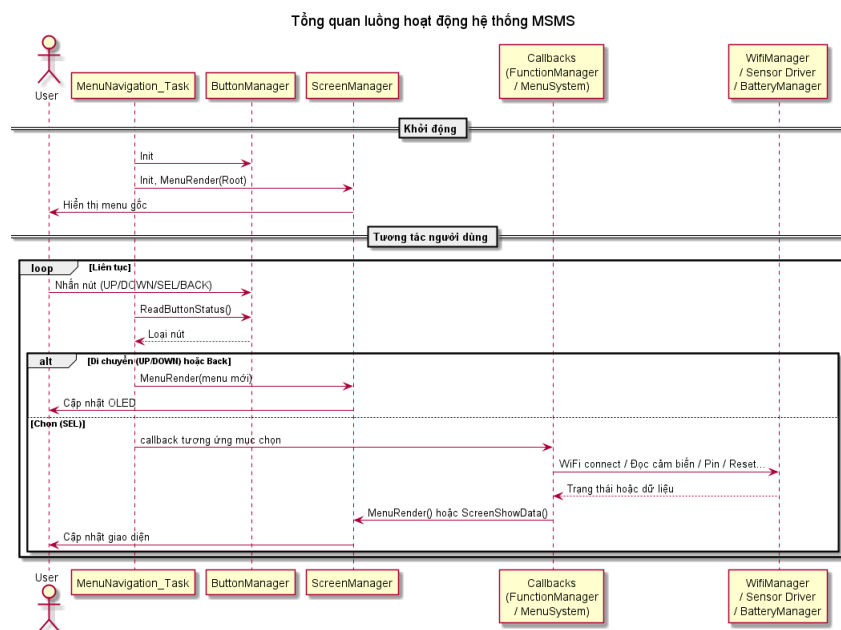 Tổng quan luồng hoạt động hệ thống MSMS
User
MenuNavigation_Task
ButtonManager
ScreenManager
Callbacks
(FunctionManager
/ MenuSystem)
WifiManager
/ Sensor Driver
/ BatteryManager
Khởi động
Init
Init, MenuRender(Root)
Hiển thị menu gốc
Tương tác người dùng
loop
[Liên tục]
Nhấn nút (UP/DOWN/SEL/BACK)
ReadButtonStatus()
Loại nút
alt
[Di chuyển (UP/DOWN) hoặc Back]
MenuRender(menu mới)
Cập nhật OLED
[Chọn (SEL)]
callback tương ứng mục chọn
WiFi connect / Đọc cảm biến / Pin / Reset...
Trạng thái hoặc dữ liệu
MenuRender() hoặc ScreenShowData()
Cập nhật giao diện
User
MenuNavigation_Task
ButtonManager
ScreenManager
Callbacks
(FunctionManager
/ MenuSystem)
WifiManager
/ Sensor Driver
/ BatteryManager